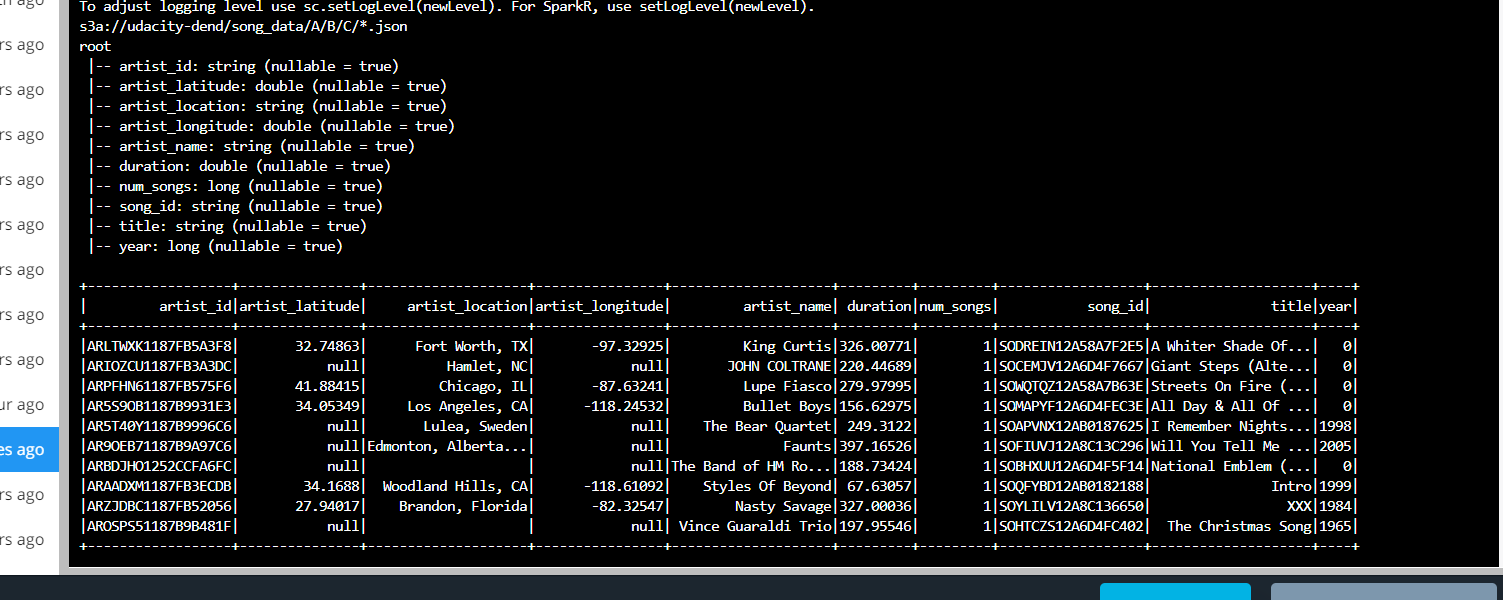 th ago
rs ago
rs ago
rs ago
rs ago
rs ago
rs ago
rs ago
rs ago
ur ago
es ago
rs ago
rs ago
To adjust logging level use sc.setLogLevel(newLevel). For SparkR, use setLogLevel(newLevel).
s3a://udacity-dend/song_data/A/B/C/*.json
root
 |-- artist_id: string (nullable = true)
 |-- artist_latitude: double (nullable = true)
 |-- artist_location: string (nullable = true)
 |-- artist_longitude: double (nullable = true)
 |-- artist_name: string (nullable = true)
 |-- duration: double (nullable = true)
 |-- num_songs: long (nullable = true)
 |-- song_id: string (nullable = true)
 |-- title: string (nullable = true)
 |-- year: long (nullable = true)
+------------------+---------------+--------------------+----------------+--------------------+---------+---------+------------------+--------------------+----+
|         artist_id|artist_latitude|     artist_location|artist_longitude|         artist_name| duration|num_songs|           song_id|               title|year|
+------------------+---------------+--------------------+----------------+--------------------+---------+---------+------------------+--------------------+----+
|ARLTWXK1187FB5A3F8|       32.74863|      Fort Worth, TX|       -97.32925|         King Curtis|326.00771|        1|SODREIN12A58A7F2E5|A Whiter Shade Of...|   0|
|ARIOZCU1187FB3A3DC|           null|          Hamlet, NC|            null|       JOHN COLTRANE|220.44689|        1|SOCEMJV12A6D4F7667|Giant Steps (Alte...|   0|
|ARPFHN61187FB575F6|       41.88415|         Chicago, IL|       -87.63241|         Lupe Fiasco|279.97995|        1|SOWQTQZ12A58A7B63E|Streets On Fire (...|   0|
|AR5S9OB1187B9931E3|       34.05349|     Los Angeles, CA|      -118.24532|         Bullet Boys|156.62975|        1|SOMAPYF12A6D4FEC3E|All Day & All Of ...|   0|
|AR5T40Y1187B9996C6|           null|       Lulea, Sweden|            null|    The Bear Quartet| 249.3122|        1|SOAPVNX12AB0187625|I Remember Nights...|1998|
|AR9OEB71187B9A97C6|           null|Edmonton, Alberta...|            null|              Faunts|397.16526|        1|SOFIUVJ12A8C13C296|Will You Tell Me ...|2005|
|ARBDJHO1252CCFA6FC|           null|                    |            null|The Band of HM Ro...|188.73424|        1|SOBHXUU12A6D4F5F14|National Emblem (...|   0|
|ARAADXM1187FB3ECDB|        34.1688|  Woodland Hills, CA|      -118.61092|    Styles Of Beyond| 67.63057|        1|SOQFYBD12AB0182188|               Intro|1999|
|ARZJDBC1187FB52056|       27.94017|    Brandon, Florida|       -82.32547|        Nasty Savage|327.00036|        1|SOYLILV12A8C136650|                 XXX|1984|
|AROSPS51187B9B481F|           null|                    |            null| Vince Guaraldi Trio|197.95546|        1|SOHTCZS12A6D4FC402|  The Christmas Song|1965|
+------------------+---------------+--------------------+----------------+--------------------+---------+---------+------------------+--------------------+----+